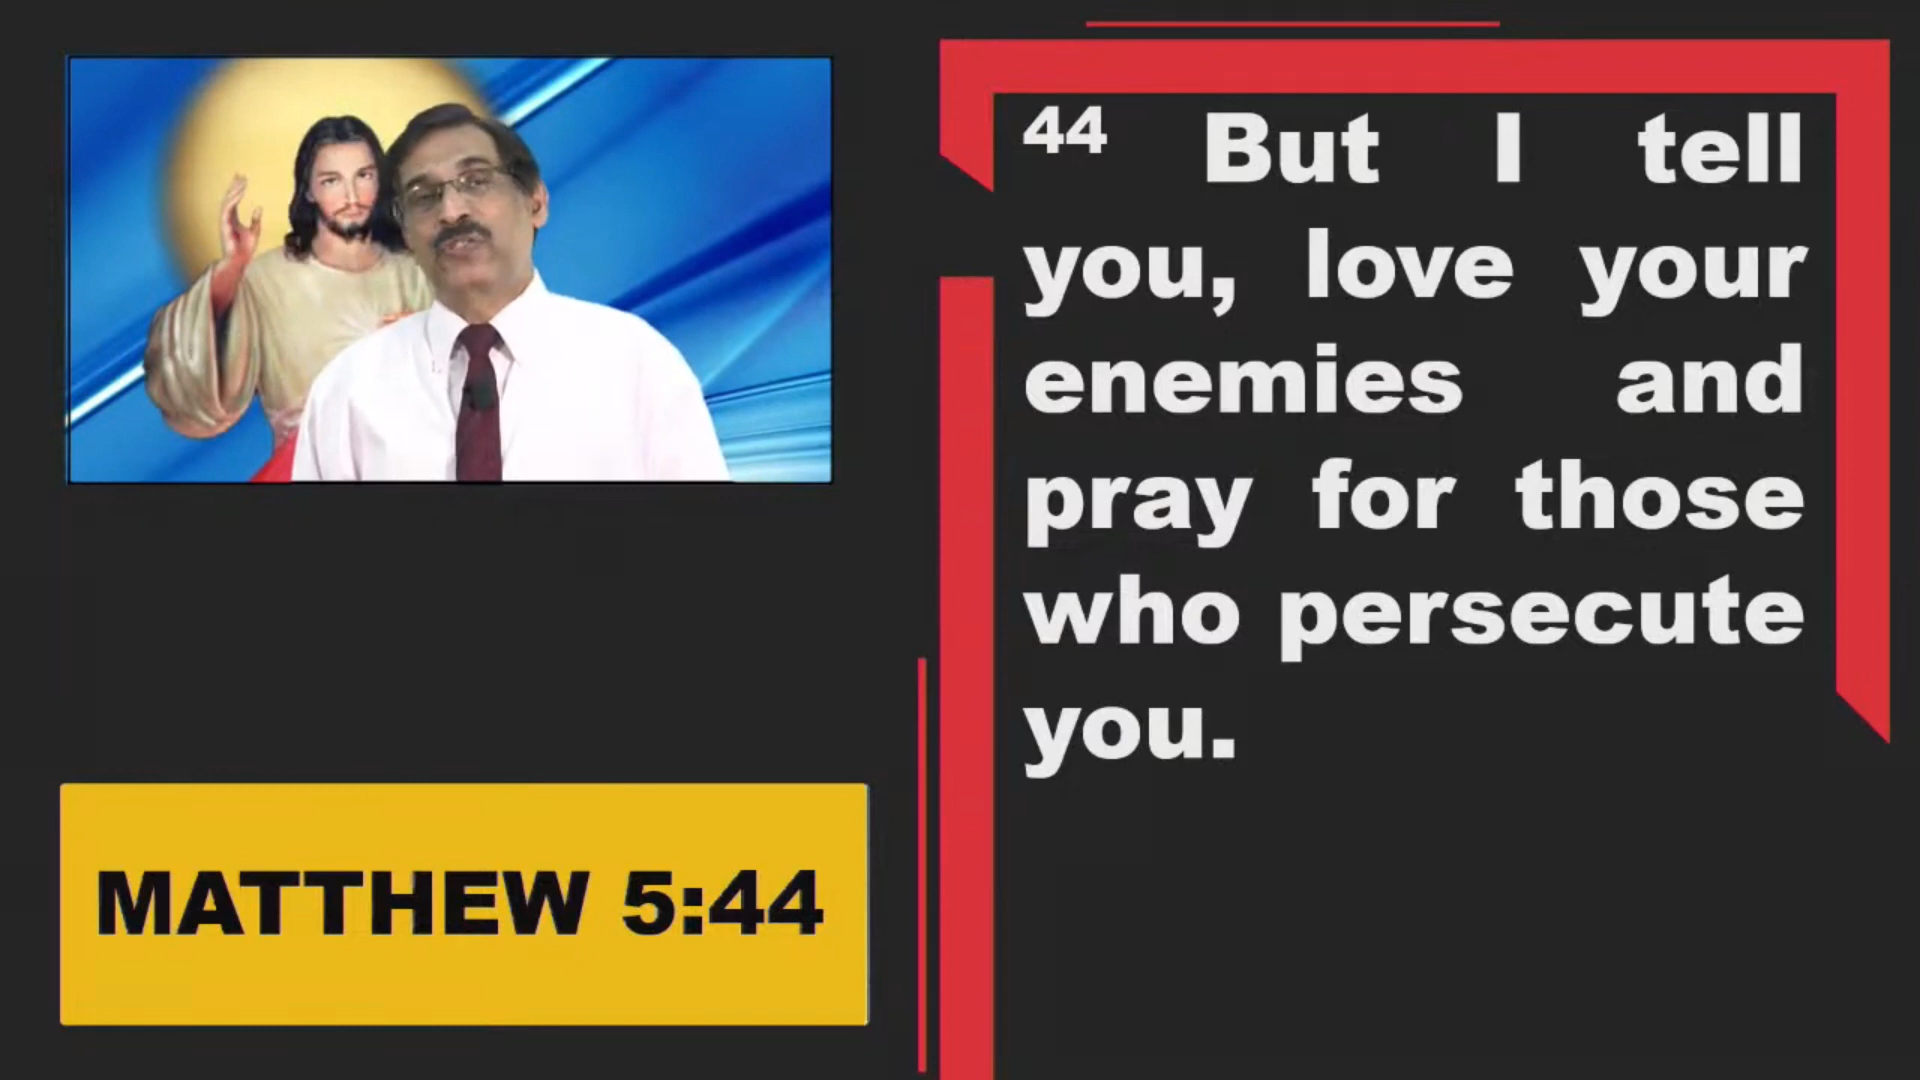 44 But I tell
you, love your
enemies and
pray for those
who persecute
you.
MATTHEW 5:44